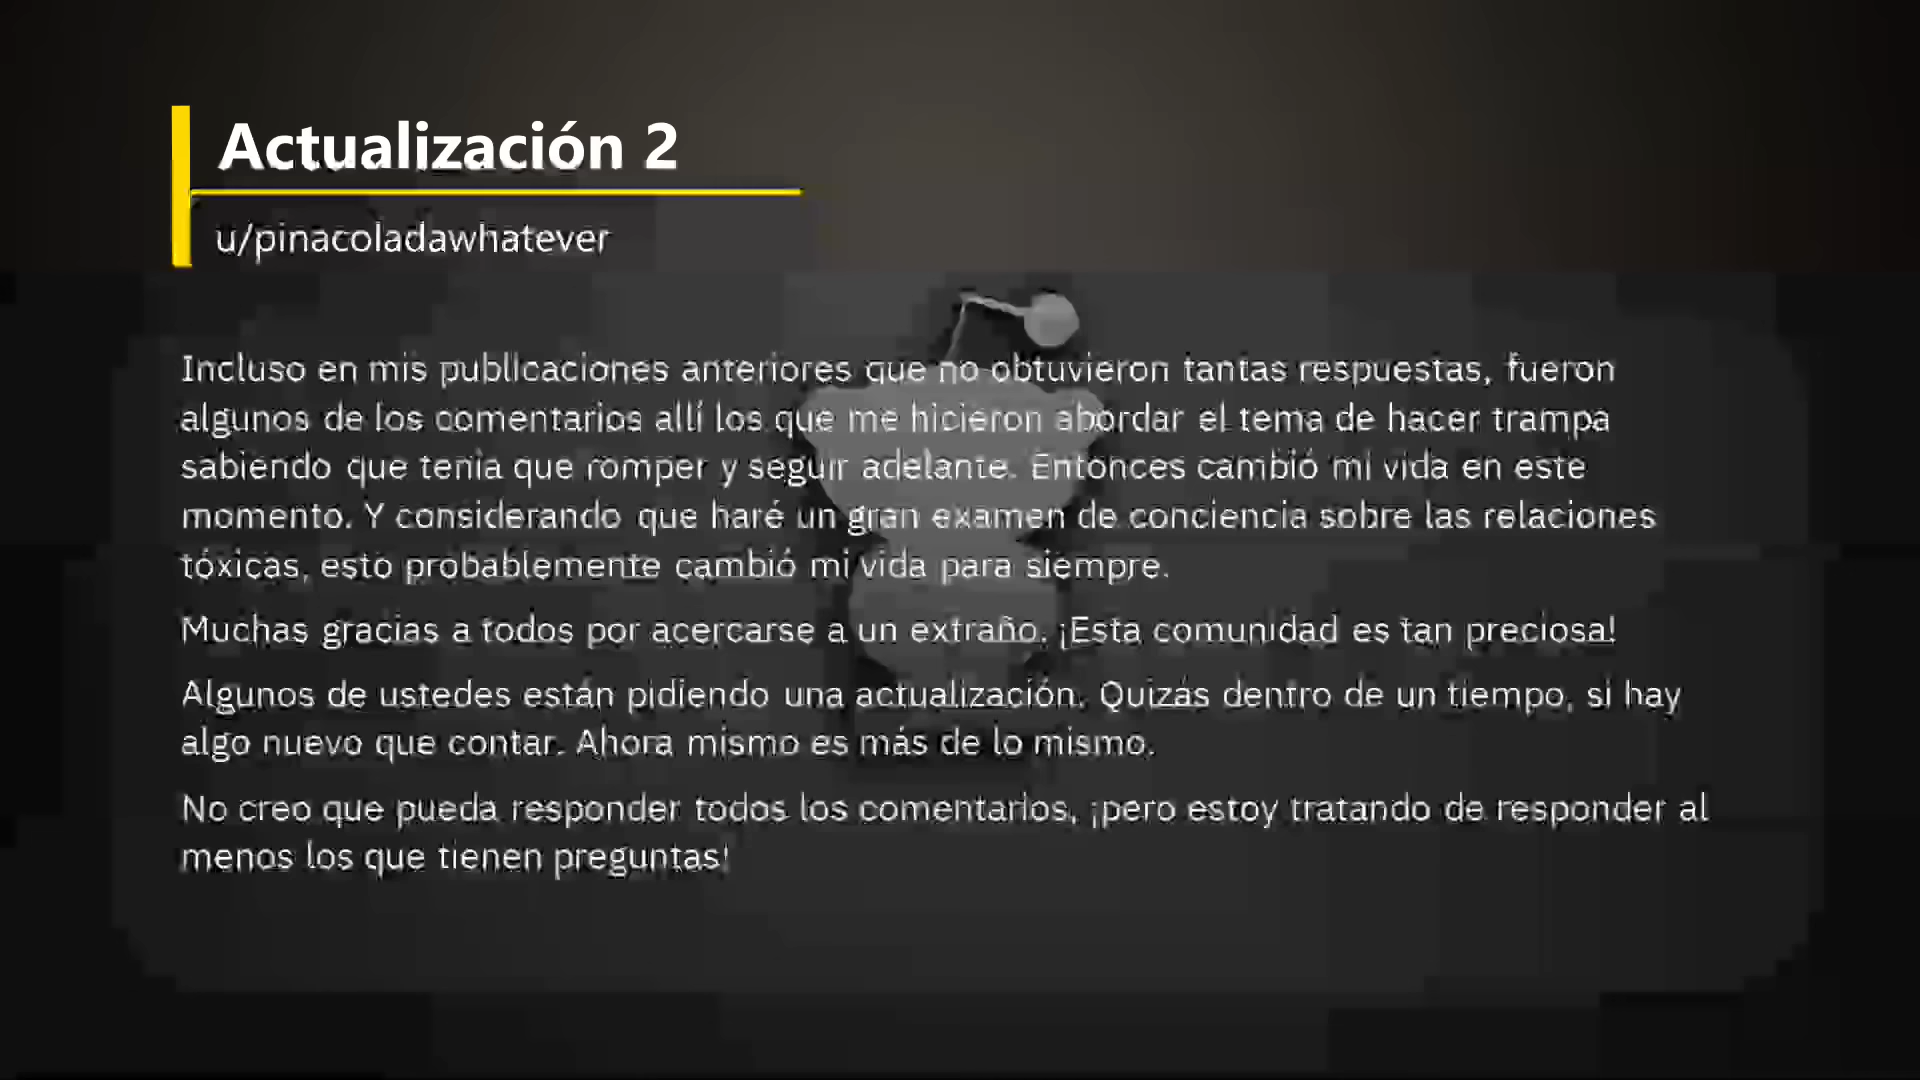 Actualización 2
u/pinacoladawhatever
Incluso en mis publicaciones anteriores que no obtuvieron tantas respuestas, fueron
algunos de los comentarios allí los que me hicieron abordar el tema de hacer trampa
sabiendo que tenía que romper y seguir adelante. Entonces cambió mi vida en este
momento. Y considerando que haré un gran examen de conciencia sobre las relaciones
tóxicas, esto probablemente cambió mi vida para siempre.
Muchas gracias a todos por acercarse a un extraño. ¡Esta comunidad es tan preciosa!
Algunos de ustedes están pidiendo una actualización. Quizás dentro de un tiempo, si hay
algo nuevo que contar. Ahora mismo es más de lo mismo.
No creo que pueda responder todos los comentarios, ¡pero estoy tratando de responder al
menos los que tienen preguntas!